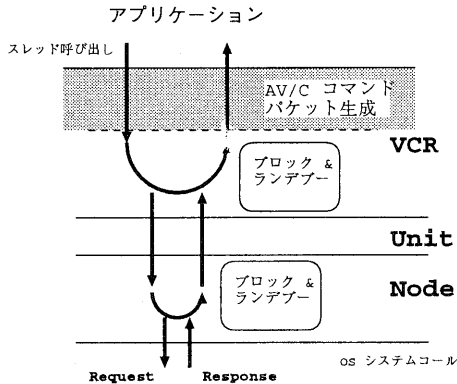 アプリケーション
スレッド呼び出し
AV/C コマンド
パケット生成
VCR
ブロック &
ランデブー
Unit
ブロック &
ランデブー
Node
OS システムコール
Request Response